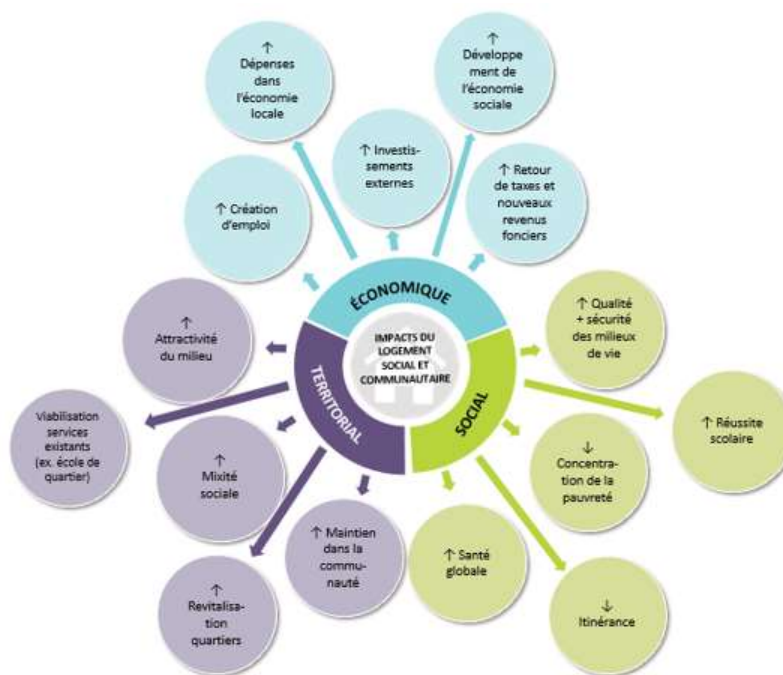 ↑
Dépenses
dans
l'économie
locale
↑
Développe
ment de
l'économie
sociale
↑ Investis-
sements
externes
↑ Création
d'emploi
↑ Retour
de taxes et
nouveaux
revenus
fonciers
ÉCONOMIQUE
IMPACTS DU
LOGEMENT
SOCIAL ET
COMMUNAUTAIRE
TERRITORIAL
SOCIAL
↑
Attractivité
du milieu
Viabilisation
services
existants
(ex. école de
quartier)
↑
Mixité
sociale
↑
Revitalisa-
tion
quartiers
↑ Maintien
dans la
commu-
nauté
↑ Qualité
+ sécurité
des milieux
de vie
↑ Réussite
scolaire
↓
Concentra-
tion de la
pauvreté
↑ Santé
globale
↓
Itinérance